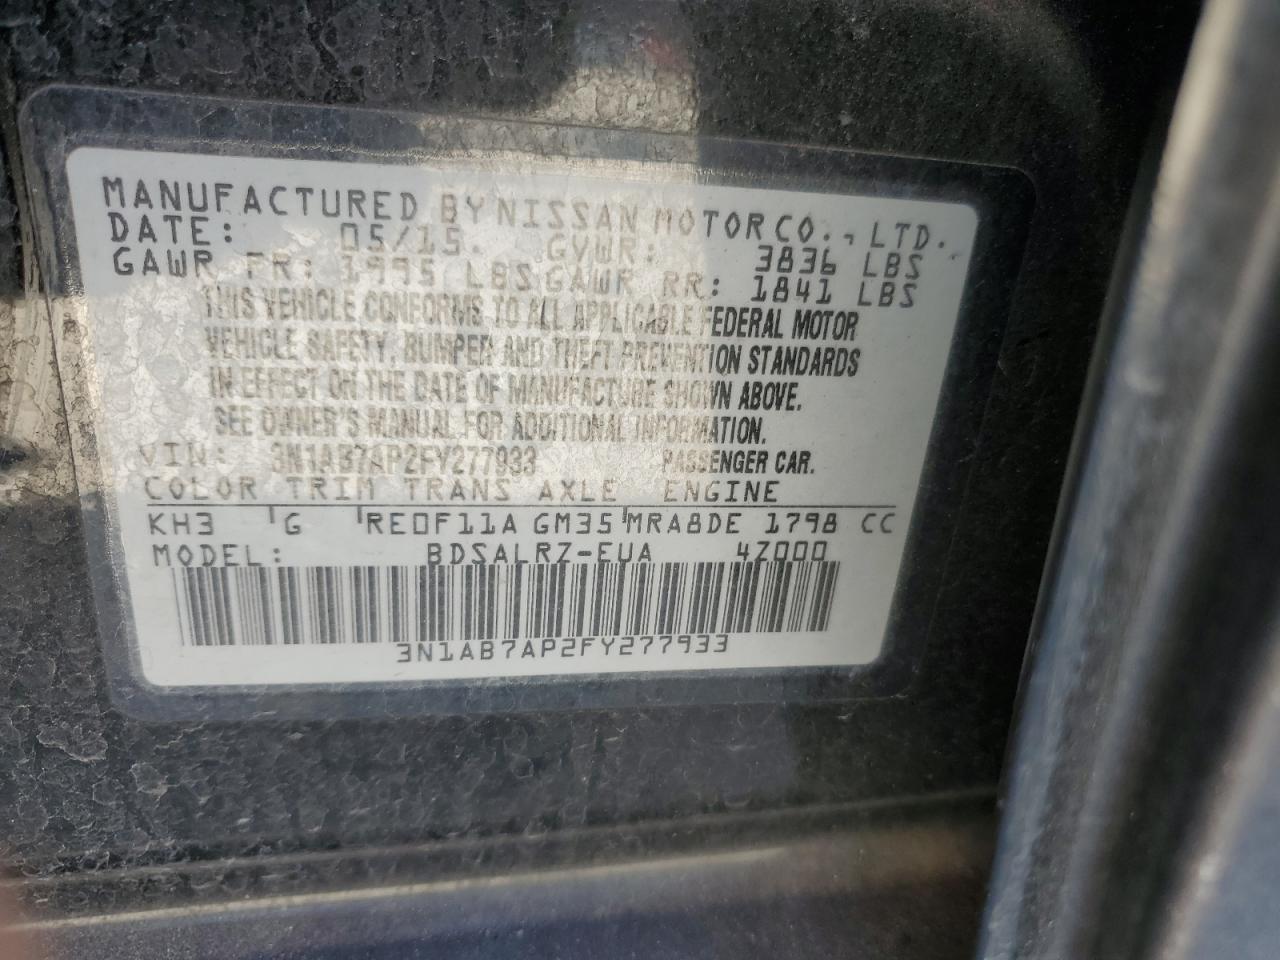 MANUFACTURED BY NISSAN MOTOR CO., LTD.
DATE: 05/15. GVWR: 3836 LBS
GAWR FR: 1995 LBS GAWR RR: 1841 LBS
THIS VEHICLE CONFORMS TO ALL APPLICABLE FEDERAL MOTOR
VEHICLE SAFETY, BUMPER AND THEFT PREVENTION STANDARDS
IN EFFECT ON THE DATE OF MANUFACTURE SHOWN ABOVE.
SEE OWNER'S MANUAL FOR ADDITIONAL INFORMATION.
VIN: 3N1AB7AP2FY277933 PASSENGER CAR.
COLOR TRIM TRANS AXLE ENGINE
KH3 G RE0F11A GM35 MRA8DE 1798 CC
MODEL: BDSALRZ-EUA 4Z000
3N1AB7AP2FY277933